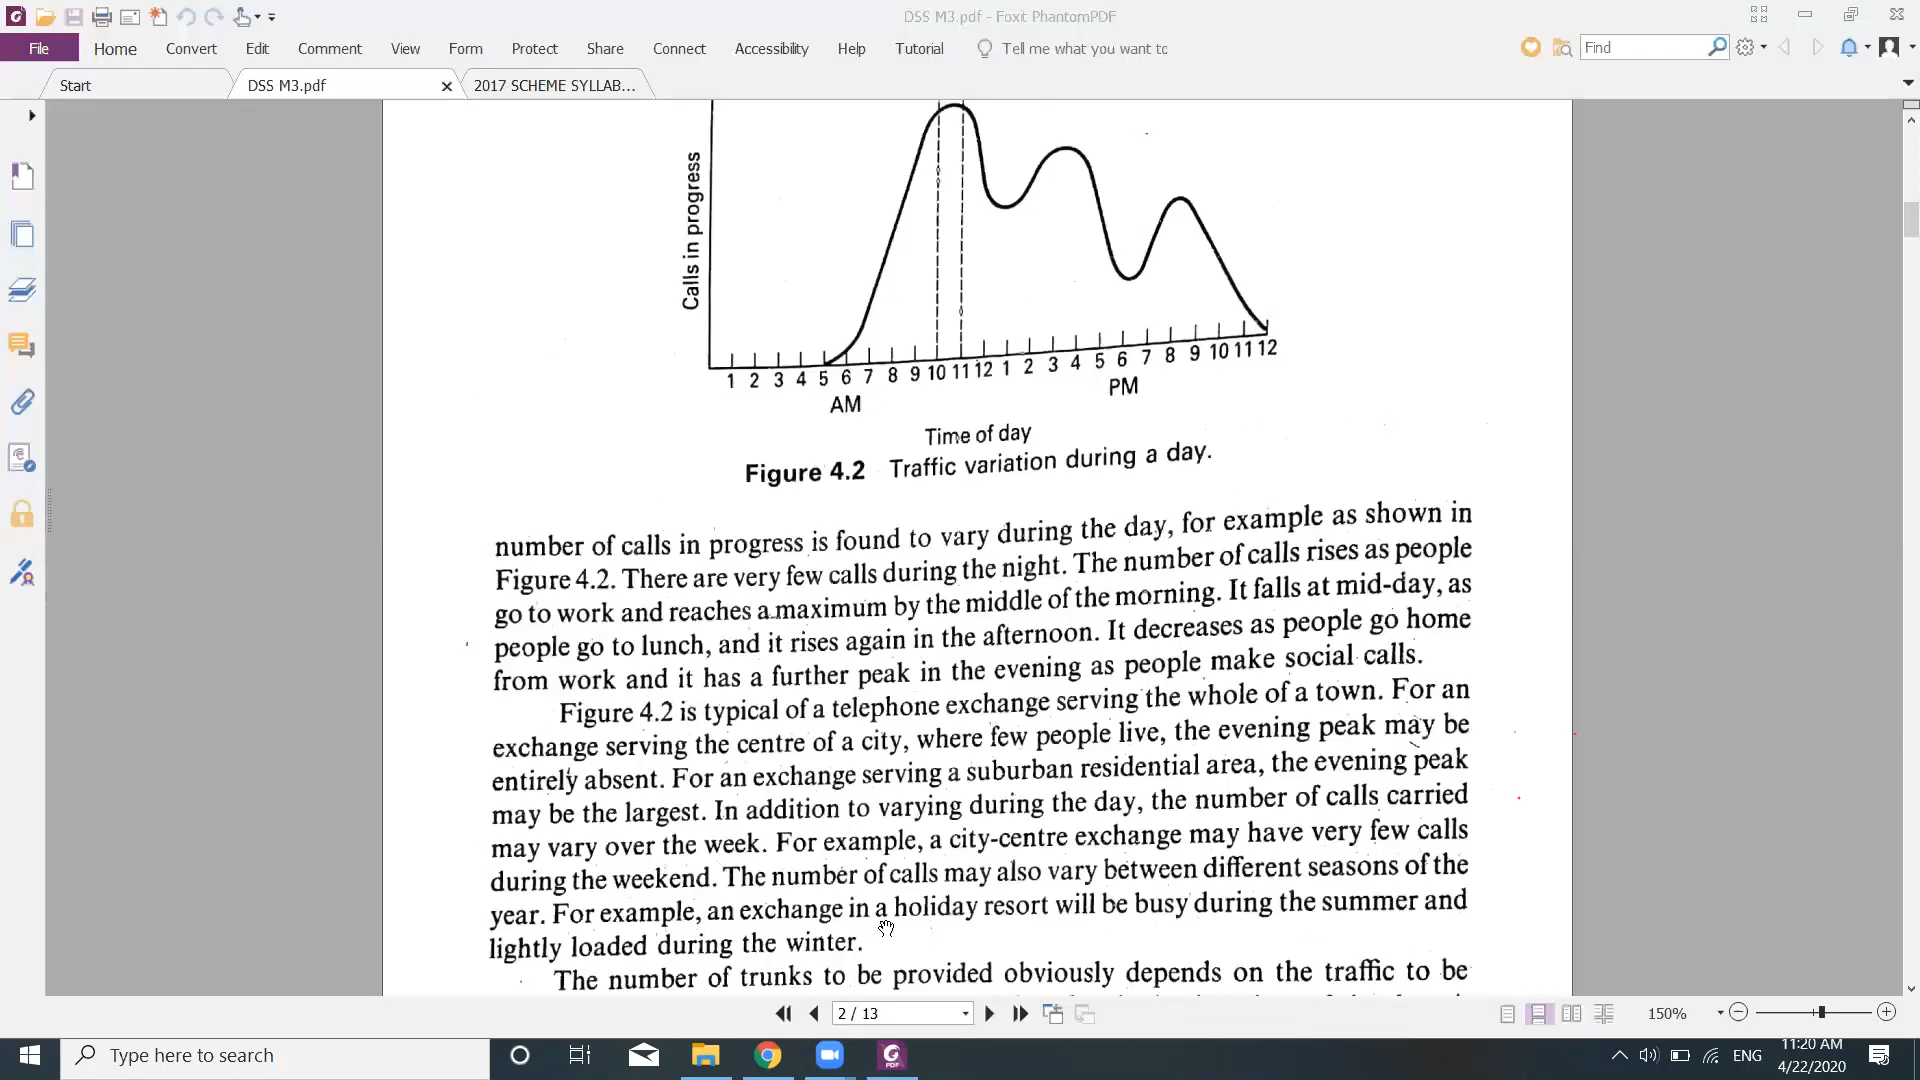 DSS M3.pdf - Foxit PhantomPDF
File Home Convert Edit Comment View Form Protect Share Connect Accessibility Help Tutorial Tell me what you want to Find
Start DSS M3.pdf 2017 SCHEME SYLLAB...
Calls in progress
1 2 3 4 5 6 7 8 9 10 11 12 1 2 3 4 5 6 7 8 9 10 11 12
AM PM
Time of day
Figure 4.2 Traffic variation during a day.
number of calls in progress is found to vary during the day, for example as shown in
Figure 4.2. There are very few calls during the night. The number of calls rises as people
go to work and reaches a maximum by the middle of the morning. It falls at mid-day, as
people go to lunch, and it rises again in the afternoon. It decreases as people go home
from work and it has a further peak in the evening as people make social calls.
Figure 4.2 is typical of a telephone exchange serving the whole of a town. For an
exchange serving the centre of a city, where few people live, the evening peak may be
entirely absent. For an exchange serving a suburban residential area, the evening peak
may be the largest. In addition to varying during the day, the number of calls carried
may vary over the week. For example, a city-centre exchange may have very few calls
during the weekend. The number of calls may also vary between different seasons of the
year. For example, an exchange in a holiday resort will be busy during the summer and
lightly loaded during the winter.
The number of trunks to be provided obviously depends on the traffic to be
2 / 13
150%
Type here to search
ENG
11:20 AM
4/22/2020